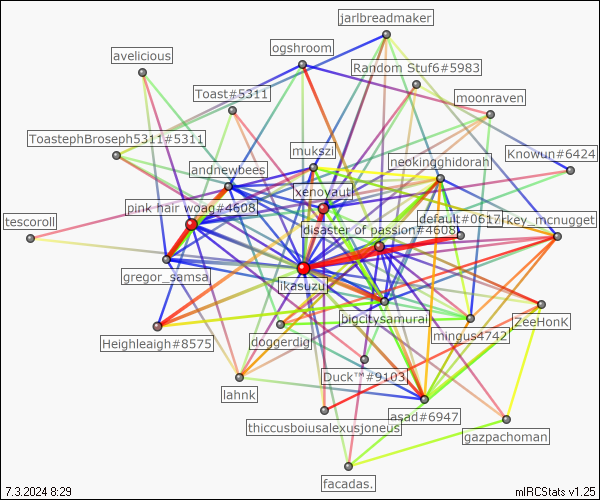 jarlbreadmaker
ogshroom
avelicious
Random Stuf6#5983
Toast#5311
moonraven
ToastephBroseph5311#5311
mukszi
Knowun#6424
neokingghidorah
andnewbees
xenovaut
pink hair woag#4608
default#0617
rkey_mcnugget
tescoroll
disaster of passion#4608
gregor_samsa
ikasuzu
bigcitysamurai
ZeeHonK
mingus4742
Heighleaigh#8575
doggerdig
Duck™#9103
lahnk
asad#6947
thiccusboiusalexusjoneus
gazpachoman
facadas.
7.3.2024 8:29
mIRCStats v1.25